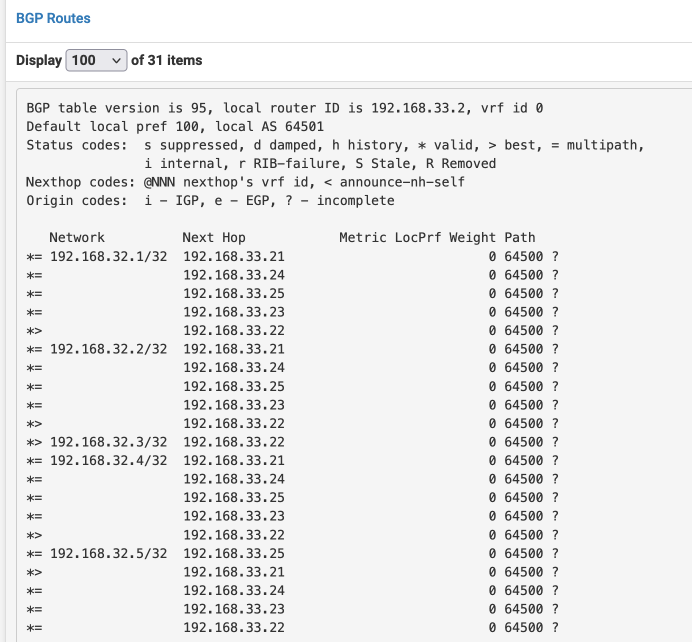 BGP Routes
Display 100 of 31 items
BGP table version is 95, local router ID is 192.168.33.2, vrf id 0
Default local pref 100, local AS 64501
Status codes:  s suppressed, d damped, h history, * valid, > best, = multipath,
               i internal, r RIB-failure, S Stale, R Removed
Nexthop codes: @NNN nexthop's vrf id, < announce-nh-self
Origin codes:  i - IGP, e - EGP, ? - incomplete
   Network          Next Hop            Metric LocPrf Weight Path
*= 192.168.32.1/32  192.168.33.21                          0 64500 ?
*=                  192.168.33.24                          0 64500 ?
*=                  192.168.33.25                          0 64500 ?
*=                  192.168.33.23                          0 64500 ?
*>                  192.168.33.22                          0 64500 ?
*= 192.168.32.2/32  192.168.33.21                          0 64500 ?
*=                  192.168.33.24                          0 64500 ?
*=                  192.168.33.25                          0 64500 ?
*=                  192.168.33.23                          0 64500 ?
*>                  192.168.33.22                          0 64500 ?
*> 192.168.32.3/32  192.168.33.22                          0 64500 ?
*= 192.168.32.4/32  192.168.33.21                          0 64500 ?
*=                  192.168.33.24                          0 64500 ?
*=                  192.168.33.25                          0 64500 ?
*=                  192.168.33.23                          0 64500 ?
*>                  192.168.33.22                          0 64500 ?
*= 192.168.32.5/32  192.168.33.25                          0 64500 ?
*>                  192.168.33.21                          0 64500 ?
*=                  192.168.33.24                          0 64500 ?
*=                  192.168.33.23                          0 64500 ?
*=                  192.168.33.22                          0 64500 ?